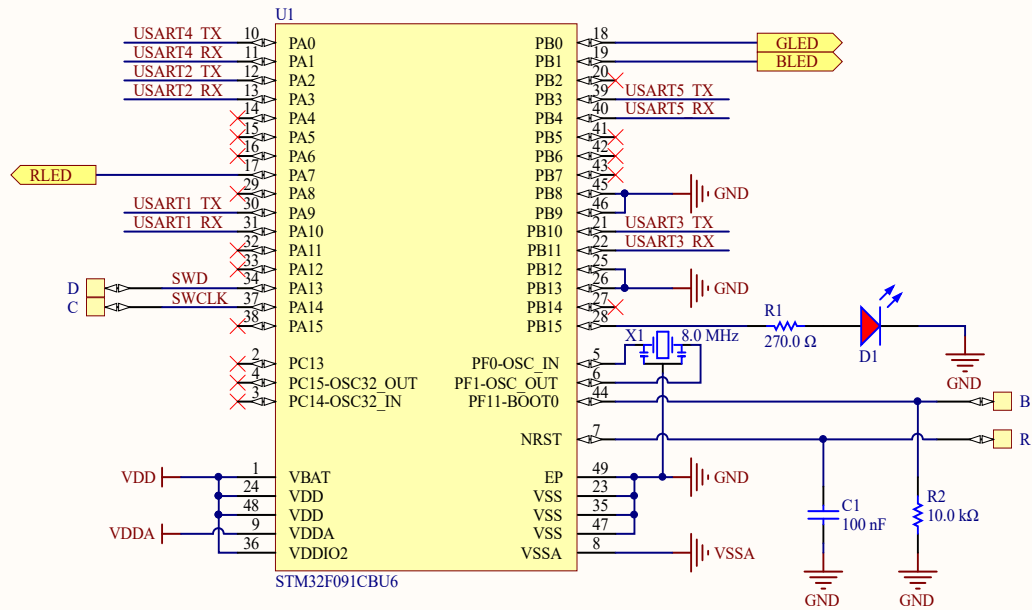 U1
USART4_TX 10 PA0
USART4_RX 11 PA1
USART2_TX 12 PA2
USART2_RX 13 PA3
14 PA4
15 PA5
16 PA6
RLED 17 PA7
29 PA8
USART1_TX 30 PA9
USART1_RX 31 PA10
32 PA11
33 PA12
D SWD 34 PA13
C SWCLK 37 PA14
38 PA15
2 PC13
4 PC15-OSC32_OUT
3 PC14-OSC32_IN
VDD 1 VBAT
24 VDD
48 VDD
VDDA 9 VDDA
36 VDDIO2
STM32F091CBU6
PB0 18 GLED
PB1 19 BLED
PB2 20
PB3 39 USART5_TX
PB4 40 USART5_RX
PB5 41
PB6 42
PB7 43
PB8 45 GND
PB9 46
PB10 21 USART3_TX
PB11 22 USART3_RX
PB12 25
PB13 26 GND
PB14 27
PB15 28
R1
270.0 Ω
D1
GND
X1 8.0 MHz
PF0-OSC_IN 5
PF1-OSC_OUT 6
PF11-BOOT0 44 B
NRST 7 R
EP 49 GND
VSS 23
VSS 35
VSS 47
VSSA 8 VSSA
C1
100 nF
GND
R2
10.0 kΩ
GND